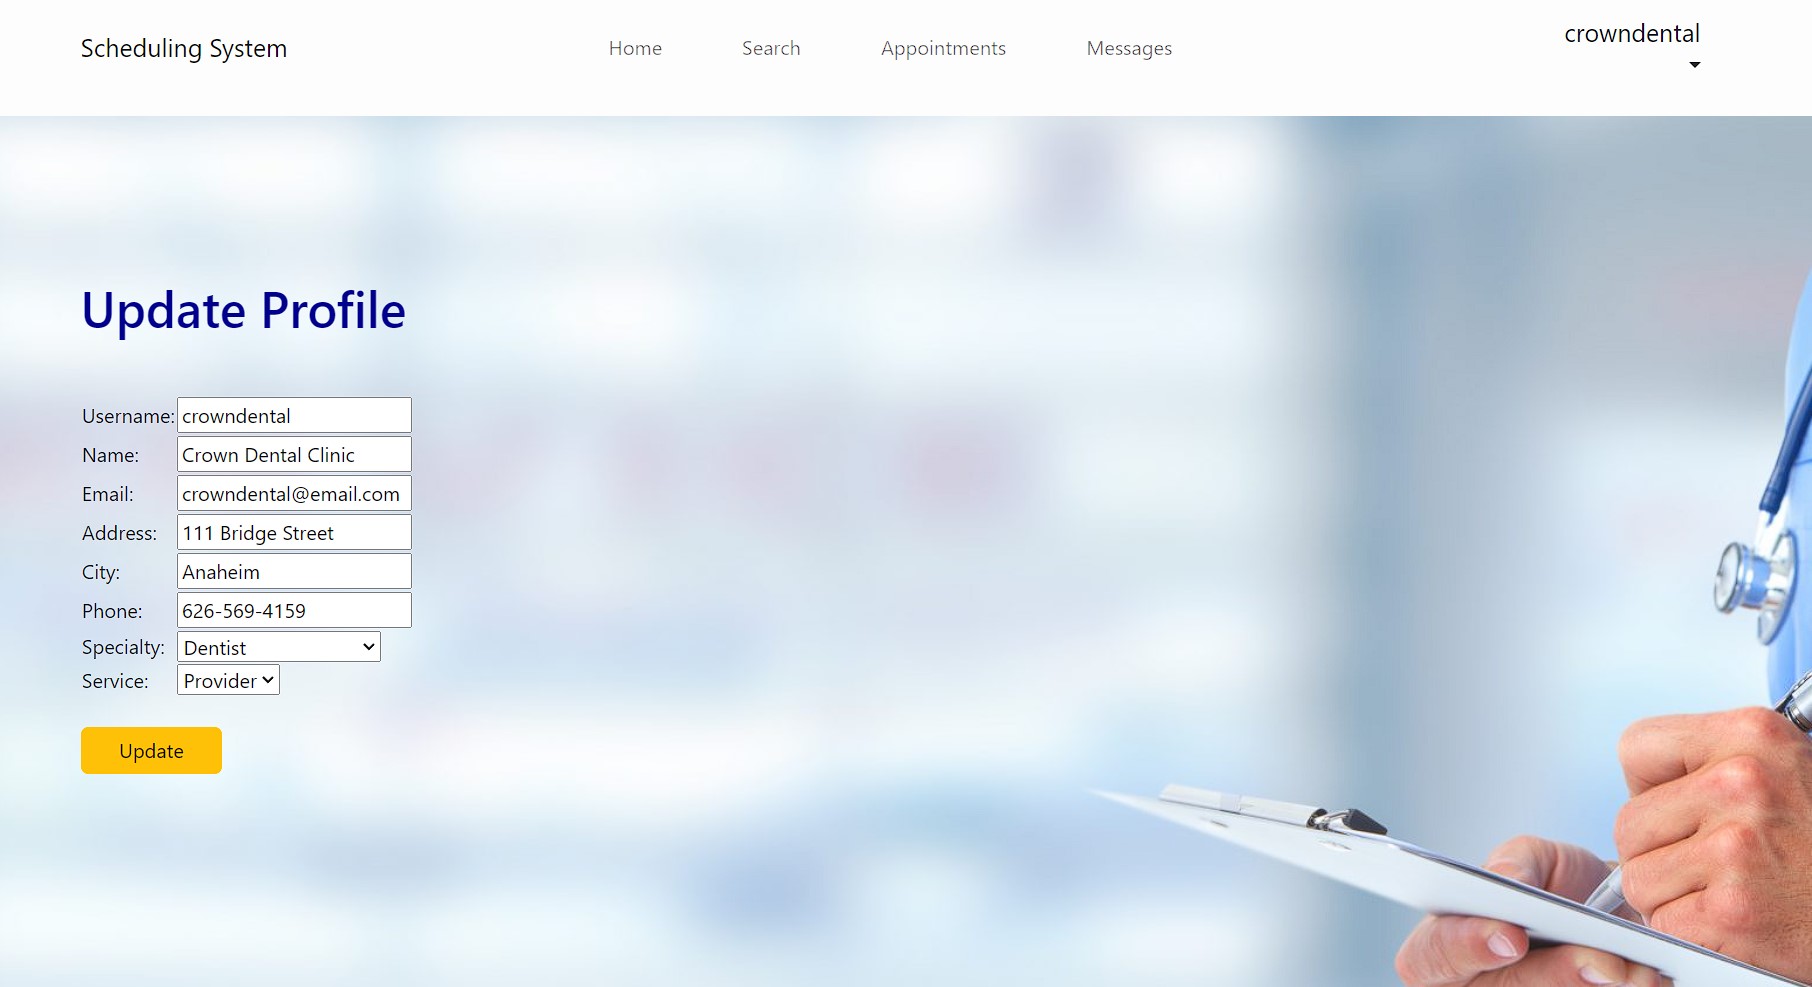 Scheduling System
Home
Search
Appointments
Messages
crowndental
Update Profile
Username: crowndental
Name: Crown Dental Clinic
Email: crowndental@email.com
Address: 111 Bridge Street
City: Anaheim
Phone: 626-569-4159
Specialty: Dentist
Service: Provider
Update